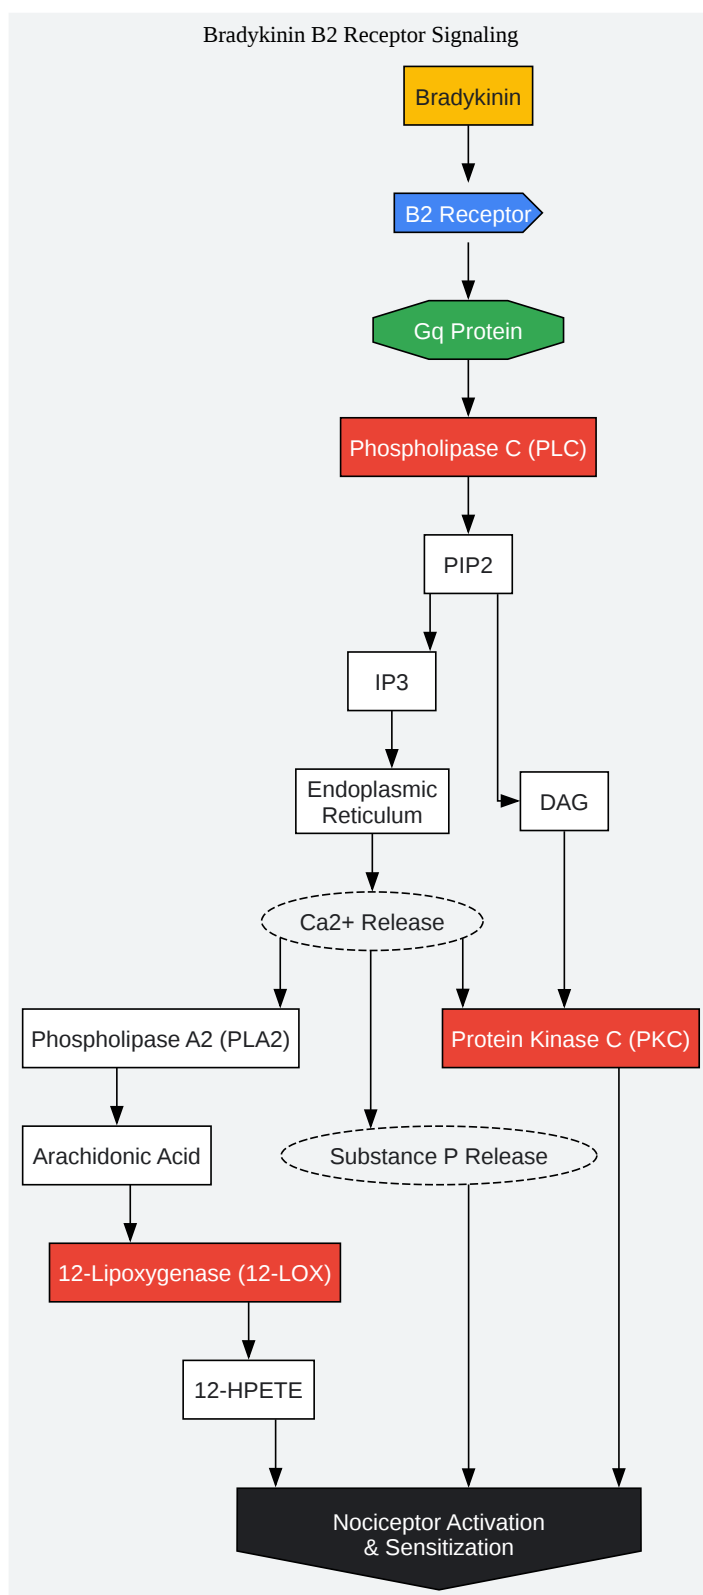 Bradykinin B2 Receptor Signaling
Bradykinin
B2 Receptor
Gq Protein
Phospholipase C (PLC)
PIP2
IP3
Endoplasmic
Reticulum
DAG
Ca2+ Release
Phospholipase A2 (PLA2)
Protein Kinase C (PKC)
Arachidonic Acid
Substance P Release
12-Lipoxygenase (12-LOX)
12-HPETE
Nociceptor Activation
& Sensitization